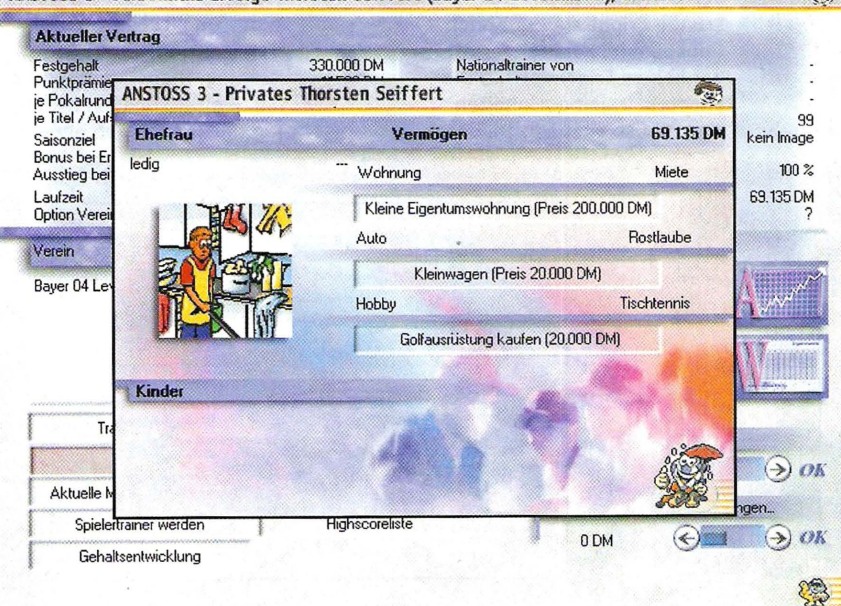 Aktueller Vertrag
Festgehalt 330.000 DM Nationaltrainer von -
Punktprämie
je Pokalrund -
je Titel / Auf 99
Saisonziel kein Image
Bonus bei Er
Ausstieg bei 100 %
Laufzeit 69.135 DM
Option Verei ?
Verein
Bayer 04 Lev
ANSTOSS 3 - Privates Thorsten Seiffert
Ehefrau Vermögen 69.135 DM
ledig --- Wohnung Miete
Kleine Eigentumswohnung (Preis 200.000 DM)
Auto Rostlaube
Kleinwagen (Preis 20.000 DM)
Hobby Tischtennis
Golfausrüstung kaufen (20.000 DM)
Kinder
Tra
OK
Aktuelle M
ngen...
Spielertrainer werden Highscoreliste
0 DM OK
Gehaltsentwicklung